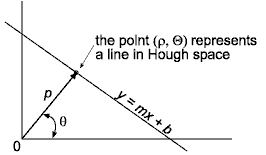 the point (ρ, Θ) represents
a line in Hough space
p
θ
y = mx + b
0